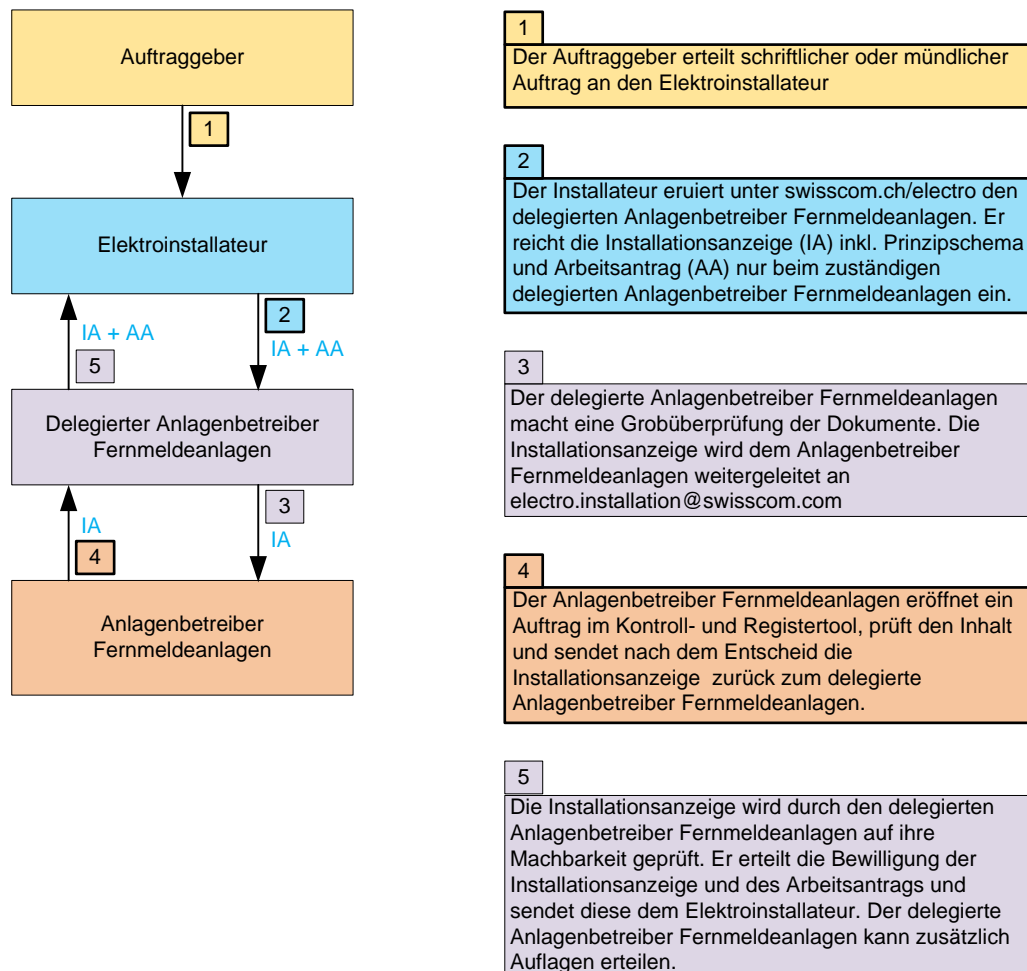 Auftraggeber
1
Elektroinstallateur
2
IA + AA
IA + AA
5
Delegierter Anlagenbetreiber
Fernmeldeanlagen
3
IA
IA
4
Anlagenbetreiber
Fernmeldeanlagen
1
Der Auftraggeber erteilt schriftlicher oder mündlicher
Auftrag an den Elektroinstallateur
2
Der Installateur eruiert unter swisscom.ch/electro den
delegierten Anlagenbetreiber Fernmeldeanlagen. Er
reicht die Installationsanzeige (IA) inkl. Prinzipschema
und Arbeitsantrag (AA) nur beim zuständigen
delegierten Anlagenbetreiber Fernmeldeanlagen ein.
3
Der delegierte Anlagenbetreiber Fernmeldeanlagen
macht eine Grobüberprüfung der Dokumente. Die
Installationsanzeige wird dem Anlagenbetreiber
Fernmeldeanlagen weitergeleitet an
electro.installation@swisscom.com
4
Der Anlagenbetreiber Fernmeldeanlagen eröffnet ein
Auftrag im Kontroll- und Registertool, prüft den Inhalt
und sendet nach dem Entscheid die
Installationsanzeige zurück zum delegierte
Anlagenbetreiber Fernmeldeanlagen.
5
Die Installationsanzeige wird durch den delegierten
Anlagenbetreiber Fernmeldeanlagen auf ihre
Machbarkeit geprüft. Er erteilt die Bewilligung der
Installationsanzeige und des Arbeitsantrags und
sendet diese dem Elektroinstallateur. Der delegierte
Anlagenbetreiber Fernmeldeanlagen kann zusätzlich
Auflagen erteilen.